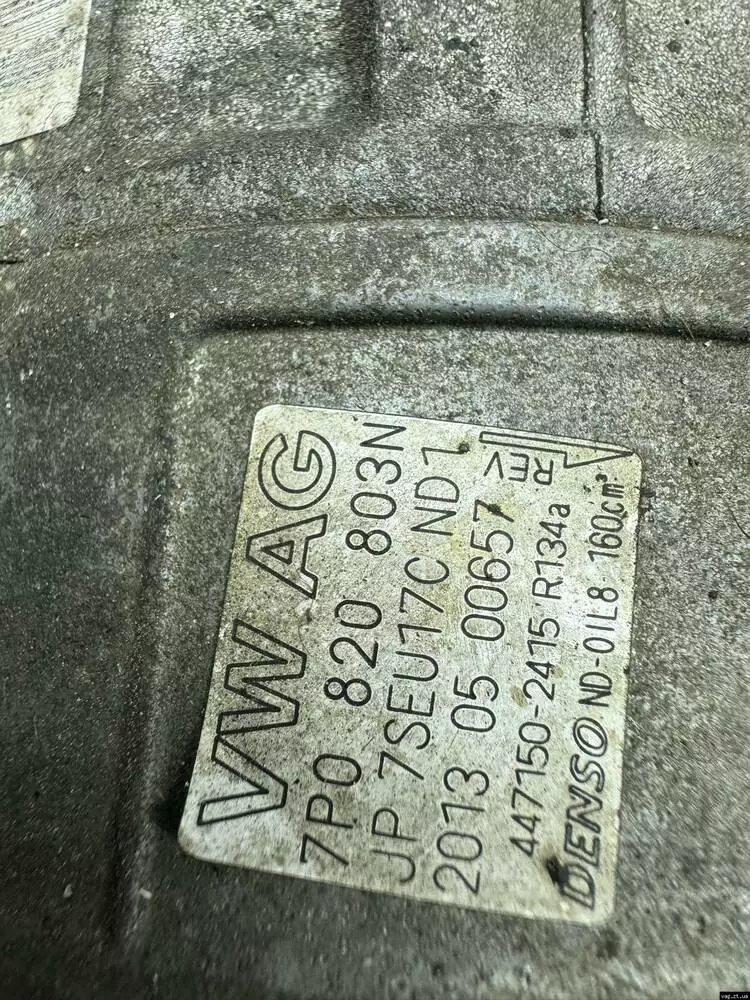 VW AG
7P0 820 803N
JP 7SEU17C ND1
2013 05 00657
REV
447150-2415 R134a
DENSO ND-OIL8 160cm³
vag.zt.ua